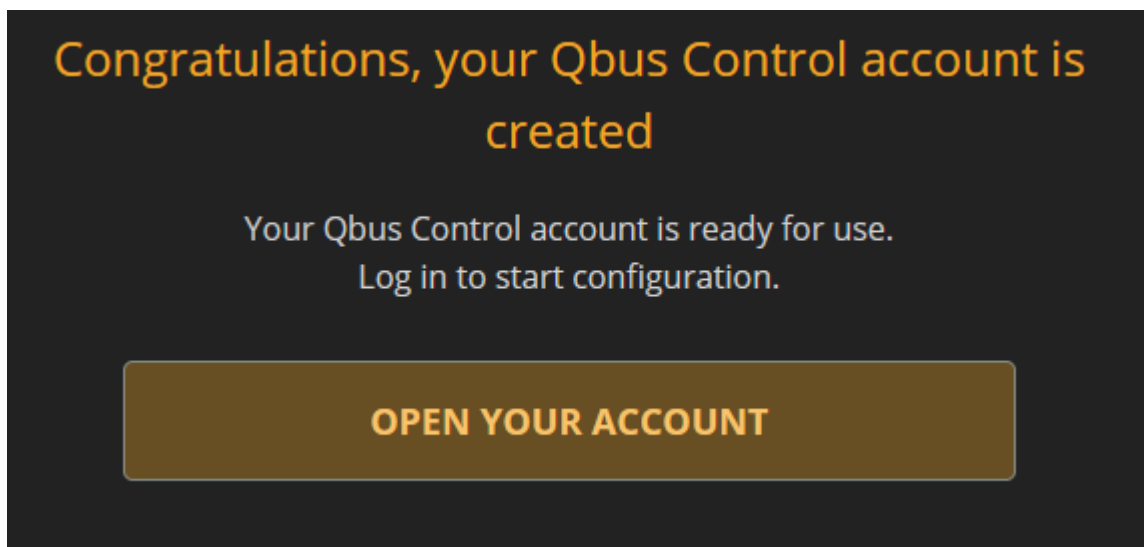 Congratulations, your Qbus Control account is
created
Your Qbus Control account is ready for use.
Log in to start configuration.
OPEN YOUR ACCOUNT